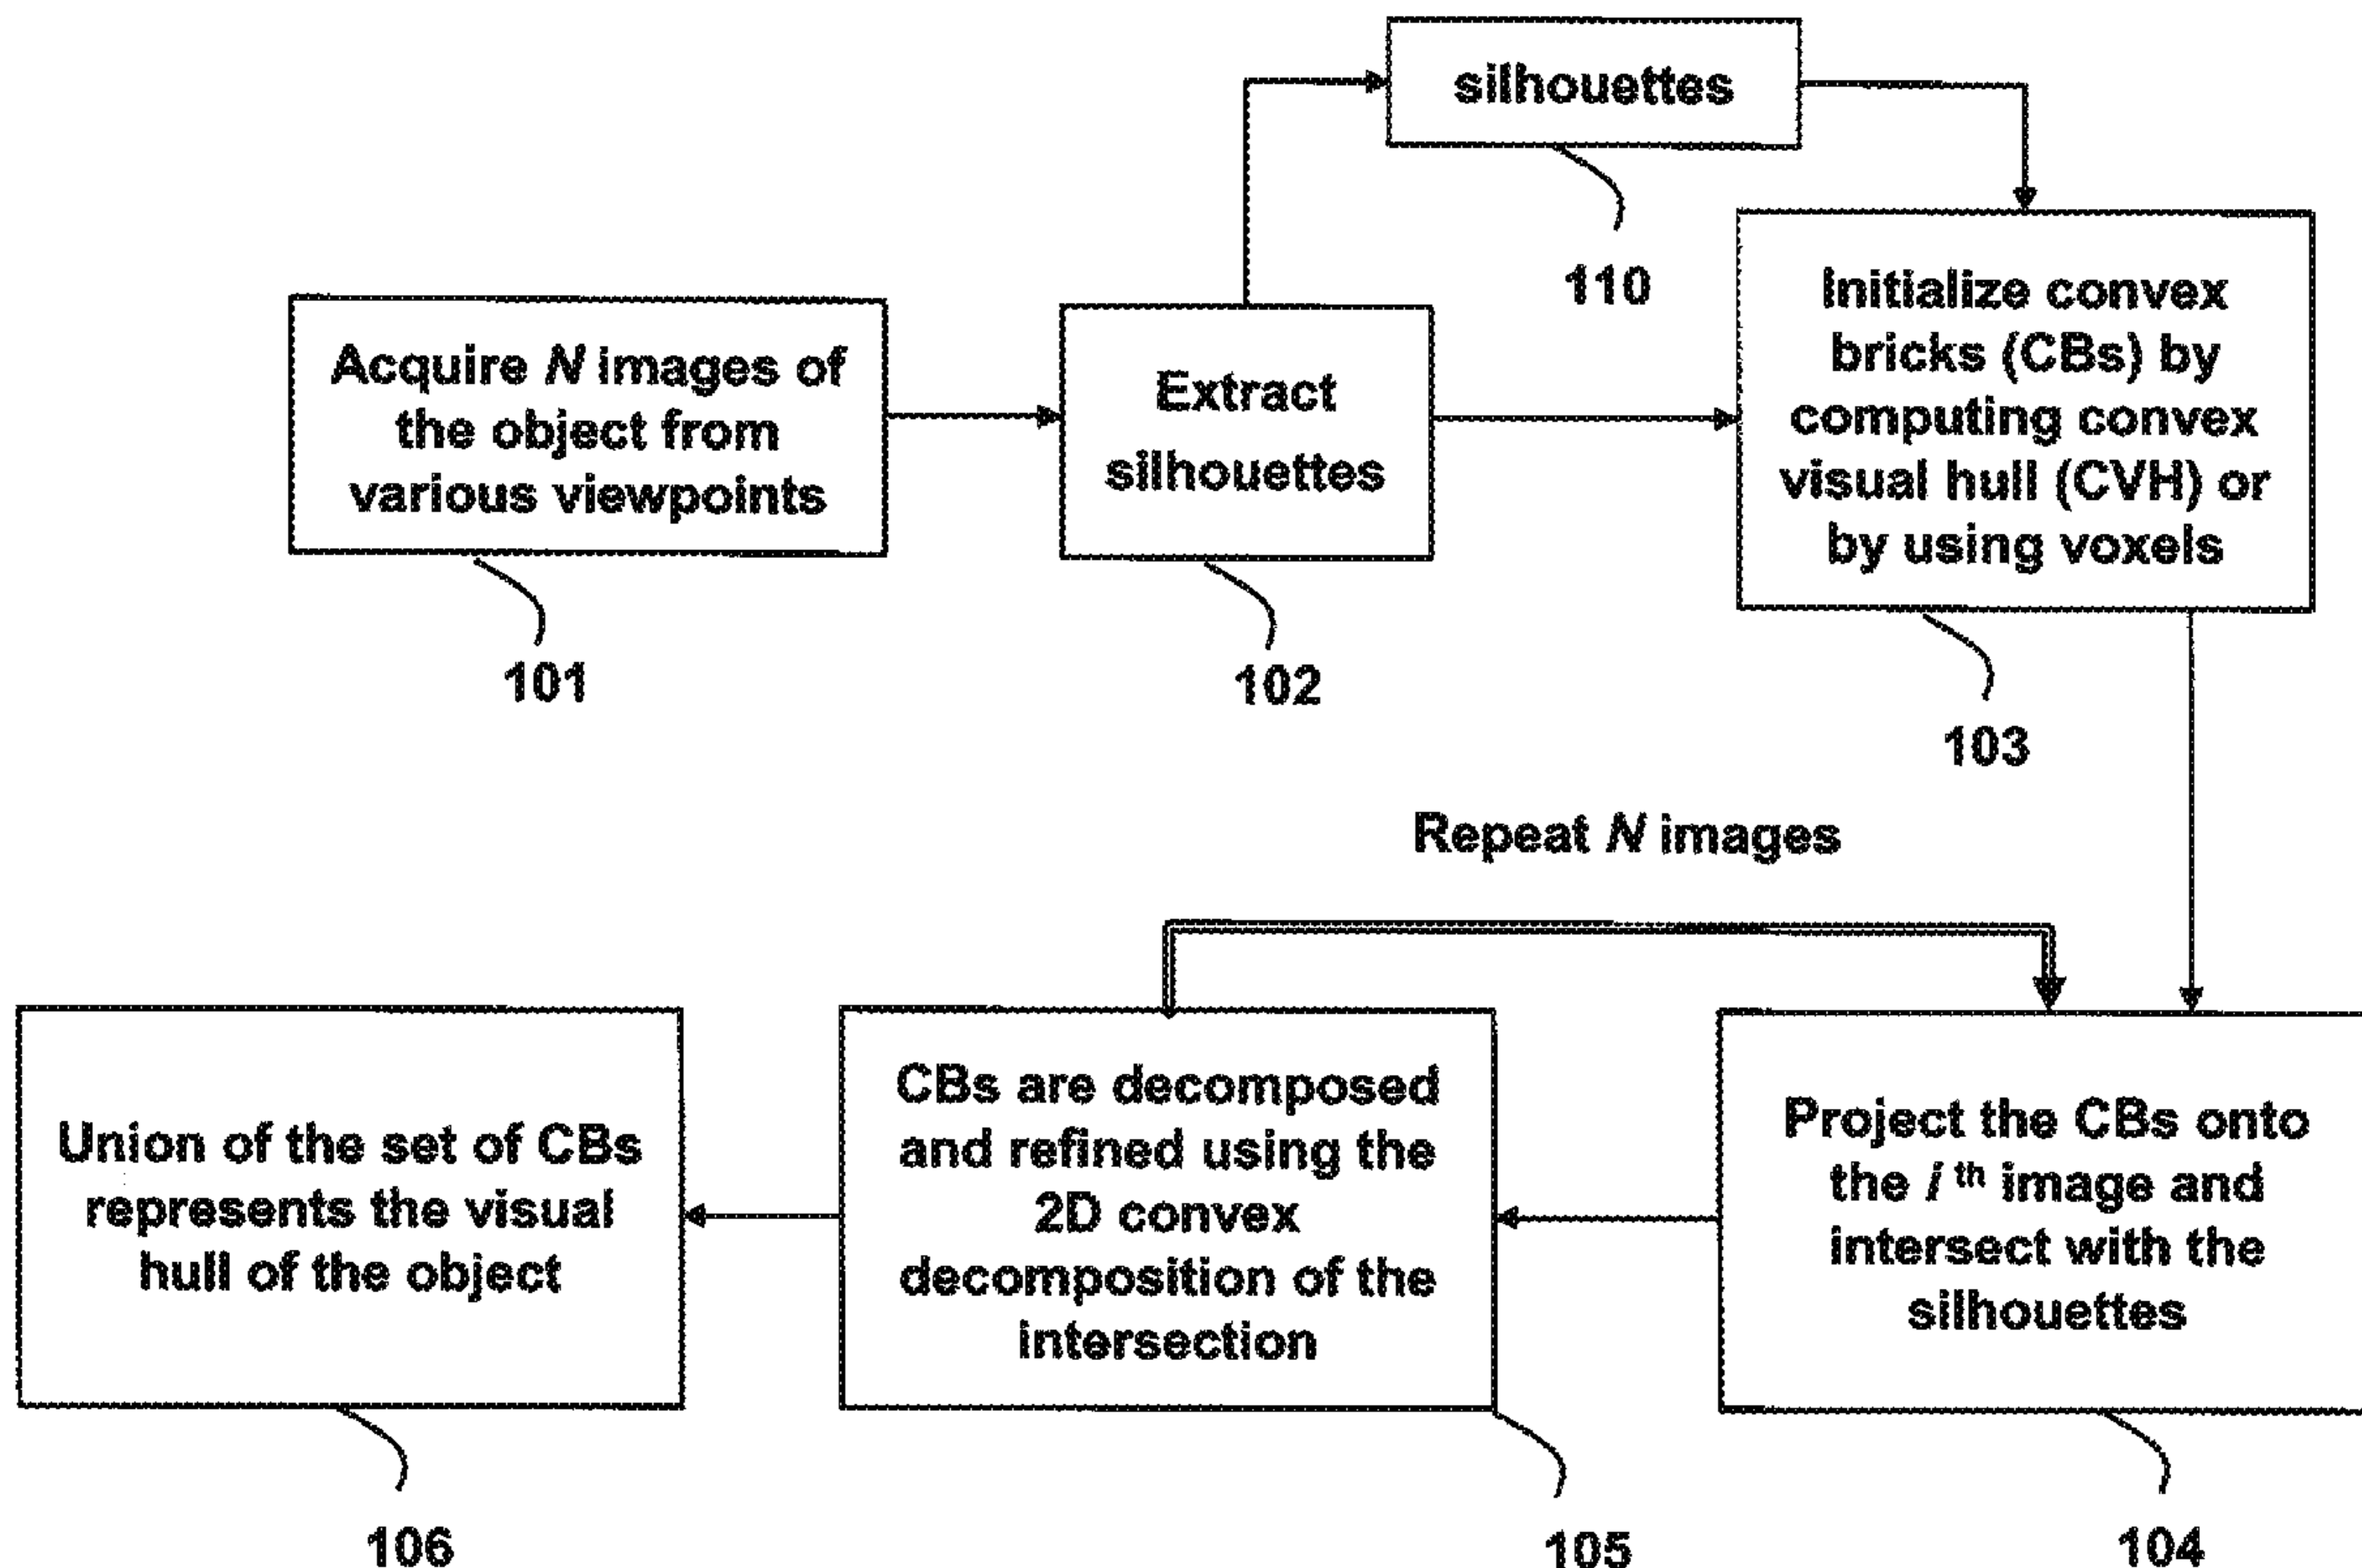 silhouettes
110
Acquire N images of
the object from
various viewpoints
101
Extract
silhouettes
102
Initialize convex
bricks (CBs) by
computing convex
visual hull (CVH) or
by using voxels
103
Repeat N images
Union of the set of CBs
represents the visual
hull of the object
106
CBs are decomposed
and refined using the
2D convex
decomposition of the
intersection
105
Project the CBs onto
the i th image and
intersect with the
silhouettes
104